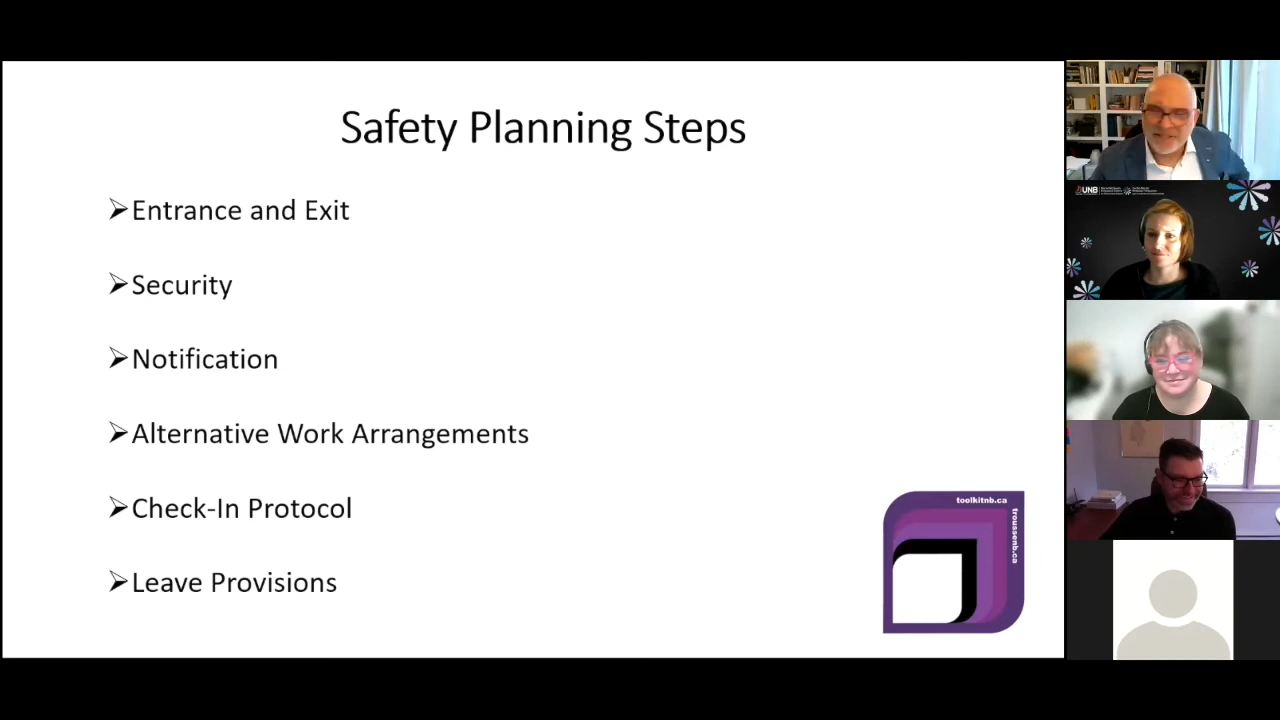 Safety Planning Steps
Entrance and Exit
Security
Notification
Alternative Work Arrangements
Check-In Protocol
Leave Provisions
toolkitnb.ca
troussenb.ca
UNB